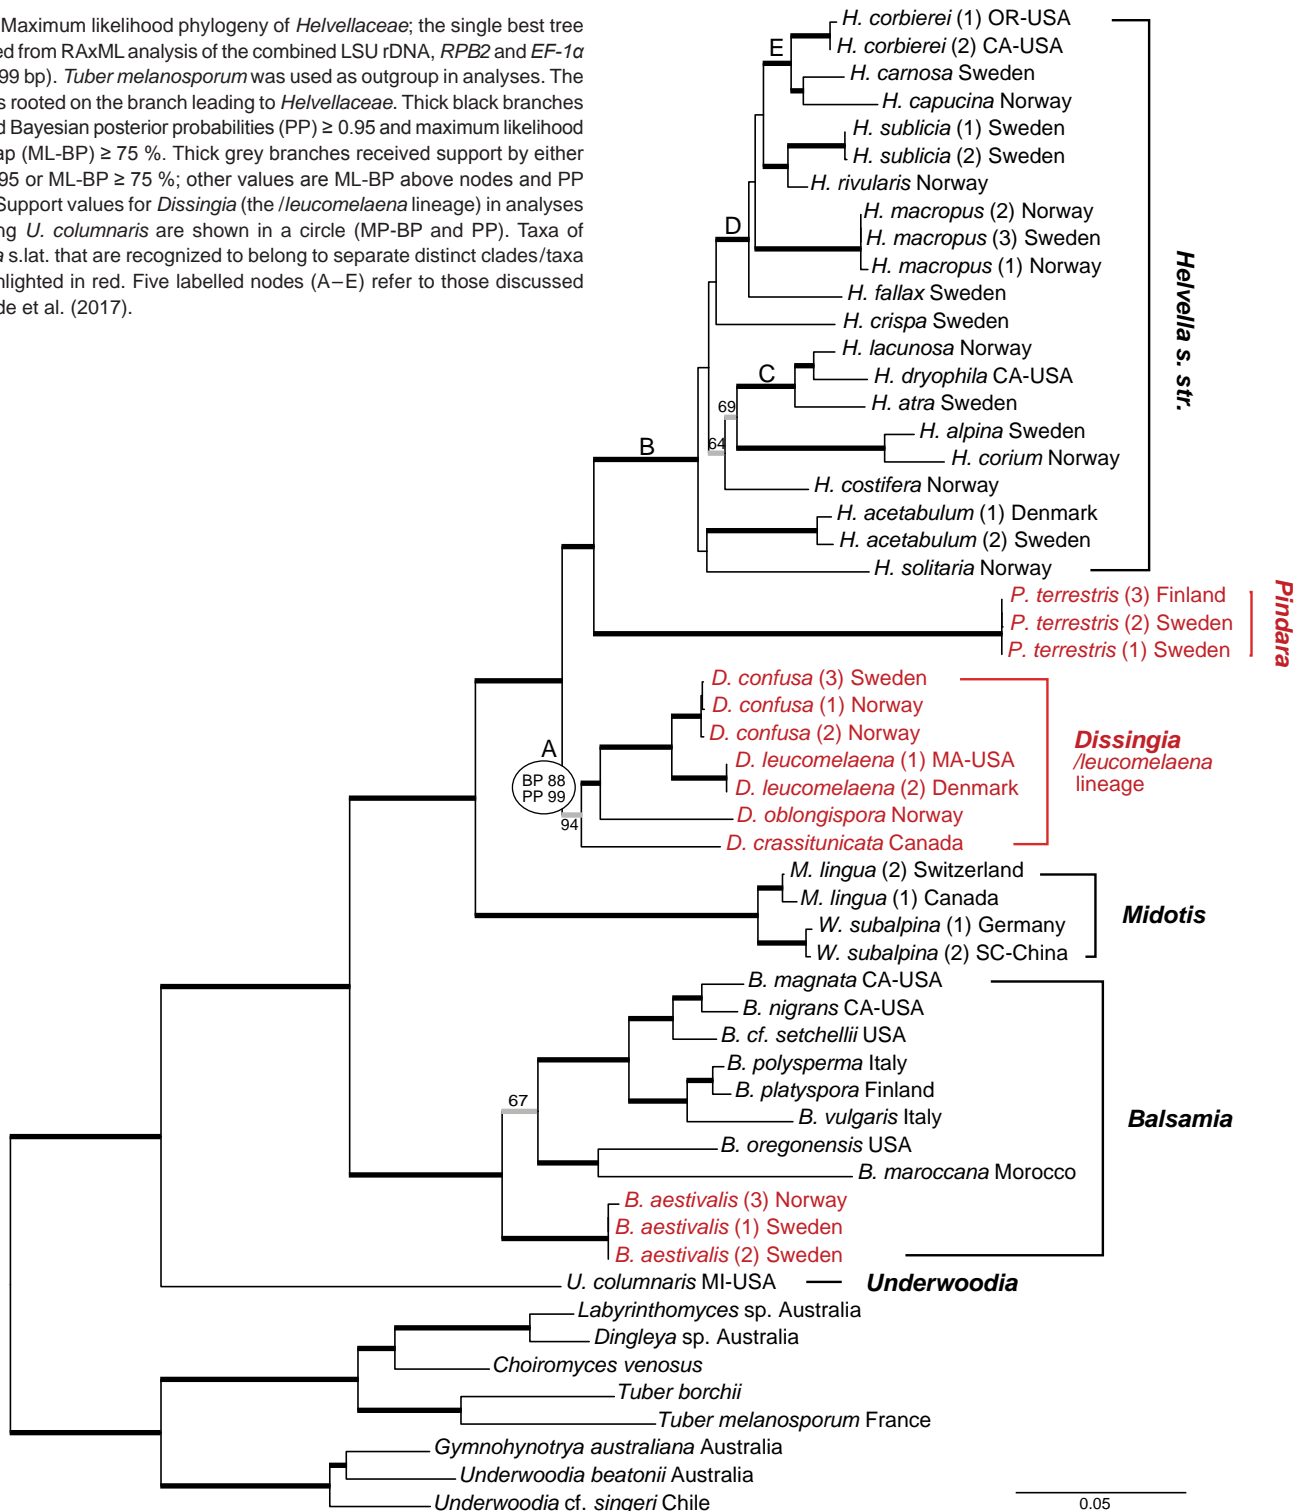 Maximum likelihood phylogeny of Helvellaceae; the single best tree
ed from RAxML analysis of the combined LSU rDNA, RPB2 and EF-1α
99 bp). Tuber melanosporum was used as outgroup in analyses. The
s rooted on the branch leading to Helvellaceae. Thick black branches
d Bayesian posterior probabilities (PP) ≥ 0.95 and maximum likelihood
ap (ML-BP) ≥ 75 %. Thick grey branches received support by either
95 or ML-BP ≥ 75 %; other values are ML-BP above nodes and PP
Support values for Dissingia (the /leucomelaena lineage) in analyses
ng U. columnaris are shown in a circle (MP-BP and PP). Taxa of
a s.lat. that are recognized to belong to separate distinct clades/taxa
hlighted in red. Five labelled nodes (A–E) refer to those discussed
de et al. (2017).
H. corbierei (1) OR-USA
E
H. corbierei (2) CA-USA
H. carnosa Sweden
H. capucina Norway
H. sublicia (1) Sweden
H. sublicia (2) Sweden
H. rivularis Norway
H. macropus (2) Norway
D
H. macropus (3) Sweden
H. macropus (1) Norway
H. fallax Sweden
H. crispa Sweden
Helvella s. str.
H. lacunosa Norway
C
H. dryophila CA-USA
H. atra Sweden
69
H. alpina Sweden
64
B
H. corium Norway
H. costifera Norway
H. acetabulum (1) Denmark
H. acetabulum (2) Sweden
H. solitaria Norway
P. terrestris (3) Finland
P. terrestris (2) Sweden
P. terrestris (1) Sweden
Pindara
D. confusa (3) Sweden
D. confusa (1) Norway
D. confusa (2) Norway
A
D. leucomelaena (1) MA-USA
D. leucomelaena (2) Denmark
BP 88
PP 99
94
D. oblongispora Norway
D. crassitunicata Canada
Dissingia
/leucomelaena
lineage
M. lingua (2) Switzerland
M. lingua (1) Canada
W. subalpina (1) Germany
W. subalpina (2) SC-China
Midotis
B. magnata CA-USA
B. nigrans CA-USA
B. cf. setchellii USA
B. polysperma Italy
B. platyspora Finland
67
B. vulgaris Italy
B. oregonensis USA
B. maroccana Morocco
B. aestivalis (3) Norway
B. aestivalis (1) Sweden
B. aestivalis (2) Sweden
Balsamia
U. columnaris MI-USA
Underwoodia
Labyrinthomyces sp. Australia
Dingleya sp. Australia
Choiromyces venosus
Tuber borchii
Tuber melanosporum France
Gymnohynotrya australiana Australia
Underwoodia beatonii Australia
Underwoodia cf. singeri Chile
0.05